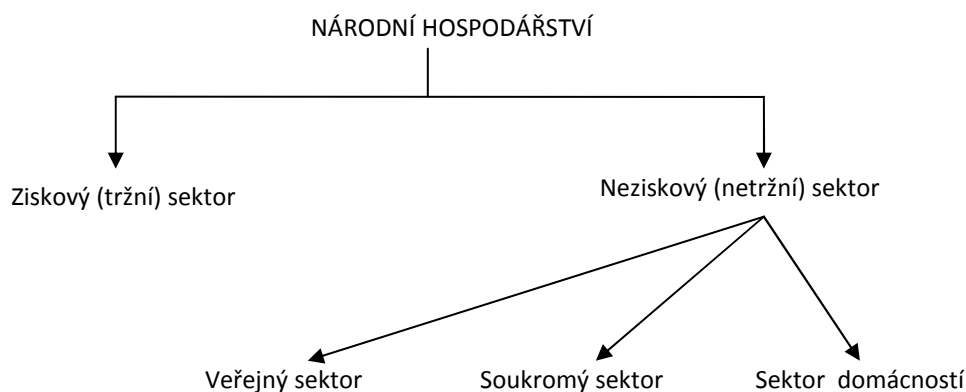 NÁRODNÍ HOSPODÁŘSTVÍ
Ziskový (tržní) sektor
Neziskový (netržní) sektor
Veřejný sektor
Soukromý sektor
Sektor domácností